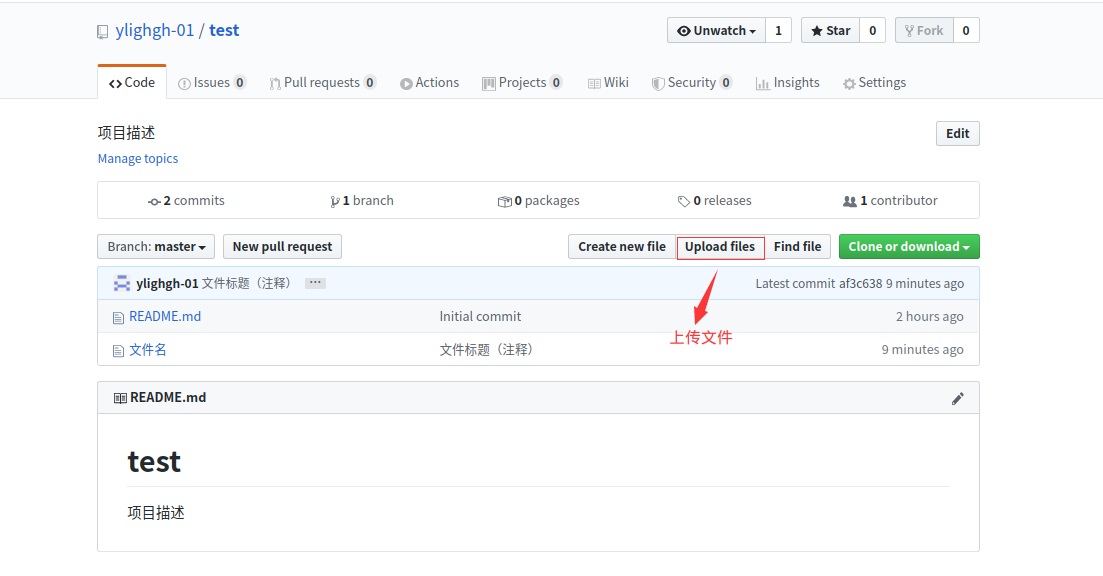 ylighgh-01 / test
Unwatch 1 Star 0 Fork 0
Code Issues 0 Pull requests 0 Actions Projects 0 Wiki Security 0 Insights Settings
项目描述
Edit
Manage topics
2 commits 1 branch 0 packages 0 releases 1 contributor
Branch: master New pull request Create new file Upload files Find file Clone or download
ylighgh-01 文件标题（注释） ... Latest commit af3c638 9 minutes ago
README.md Initial commit 2 hours ago
上传文件
文件名 文件标题（注释） 9 minutes ago
README.md
test
项目描述